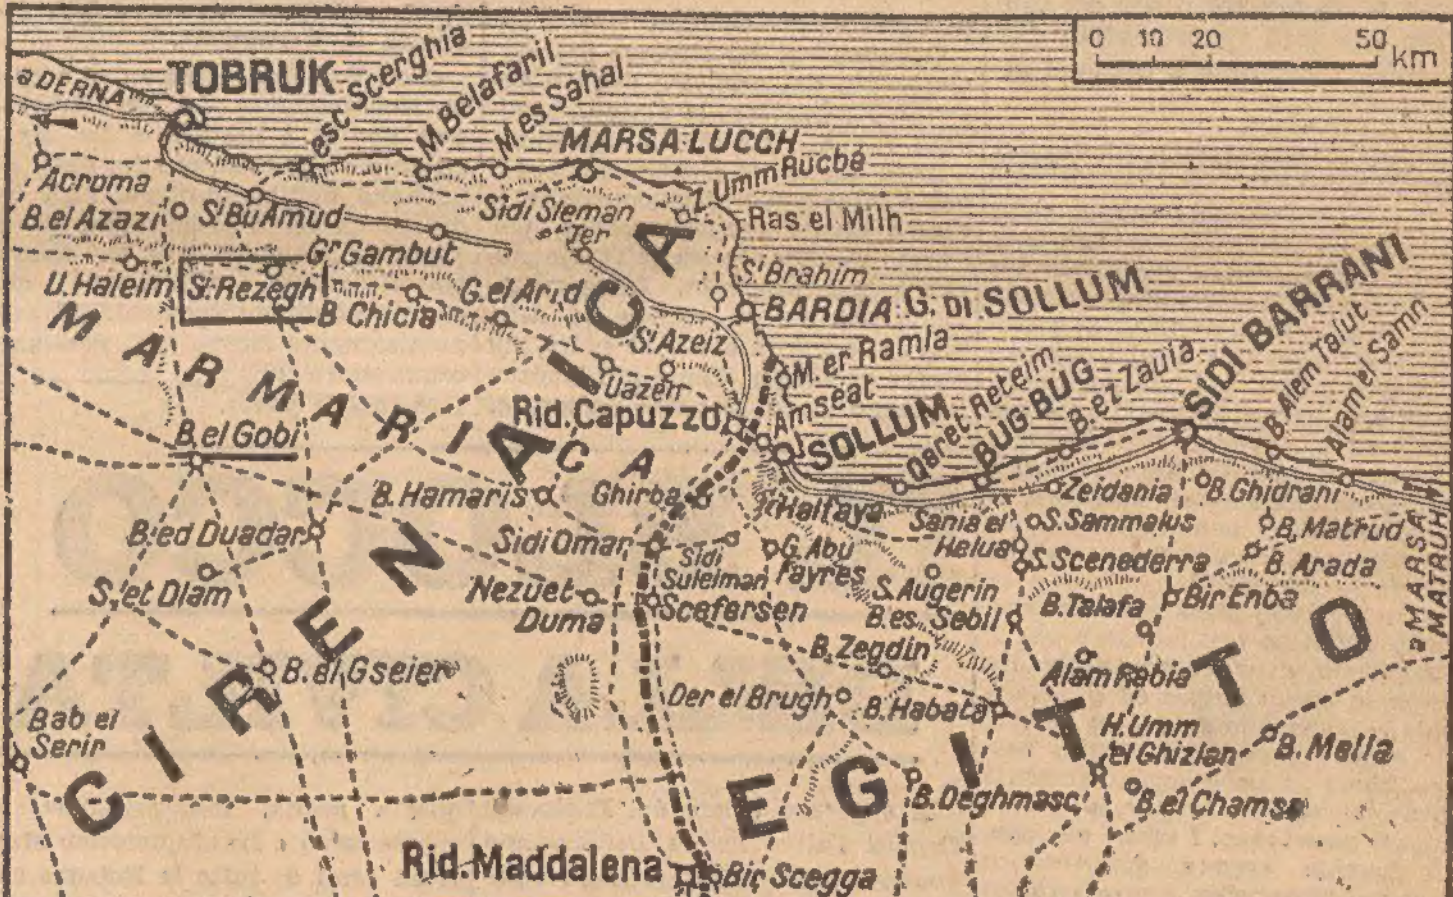 0 10 20 50 km
a DERNA
TOBRUK
esc Scerghia
M. Belafaril
M. es Sahal
MARSA LUCCH
Z. Umm Rucba
Ras el Milh
Acroma
B. el Azazi
S. Bu Amud
Sidi Sleman
Ter
Gr Gambut
U. Haleim
S. Rezegh
B Chicia
G. el Arid
S. Azeiz
Uazen
S. Brahim
BARDIA
G. DI SOLLUM
M. er Ramla
Amseat
SOLLUM
Qaret Reteim
BUG BUG
B. ez Zauia
SIDI BARRANI
B. Alem Talut
Alam el Samn
MARMARICA
CIRENAICA
Rid. Capuzzo
B. el Gobi
B. Hamaris
Ghirba
Halfaya
Zeidania
B. Ghidrani
Sania el
Helua
S. Sammalus
B. Matrud
B. ed Duadar
Sidi Omar
Sidi
Suleiman
G. Abu
Fayres
S. Scenederra
B. Arada
a MARSA
MATRUH
S. et Dlam
Nezuet
Duma
Scefersen
S. Augerin
B. es Sebil
B. Talafa
Bir Enba
B. el Gseier
B. Zegdin
Alam Rabia
Der el Brugh
B. Habata
H. Umm
el Ghizlan
B. Mella
Bab el
Serir
EGITTO
B. Deghmasc
B. el Chamsa
Rid. Maddalena
Bir Scegga